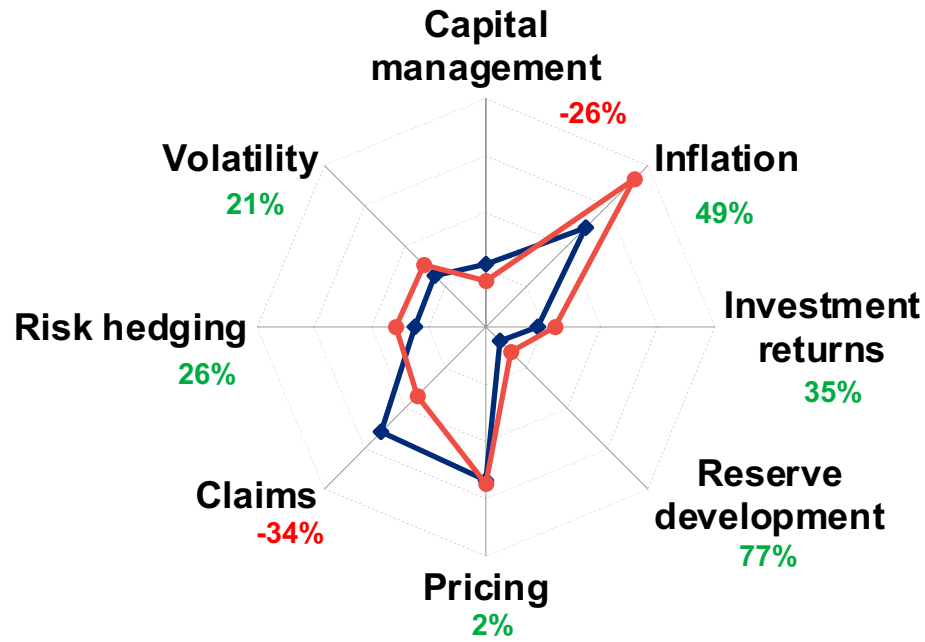 Capital
management
-26%
Inflation
49%
Investment
returns
35%
Reserve
development
77%
Pricing
2%
Claims
-34%
Risk hedging
26%
Volatility
21%